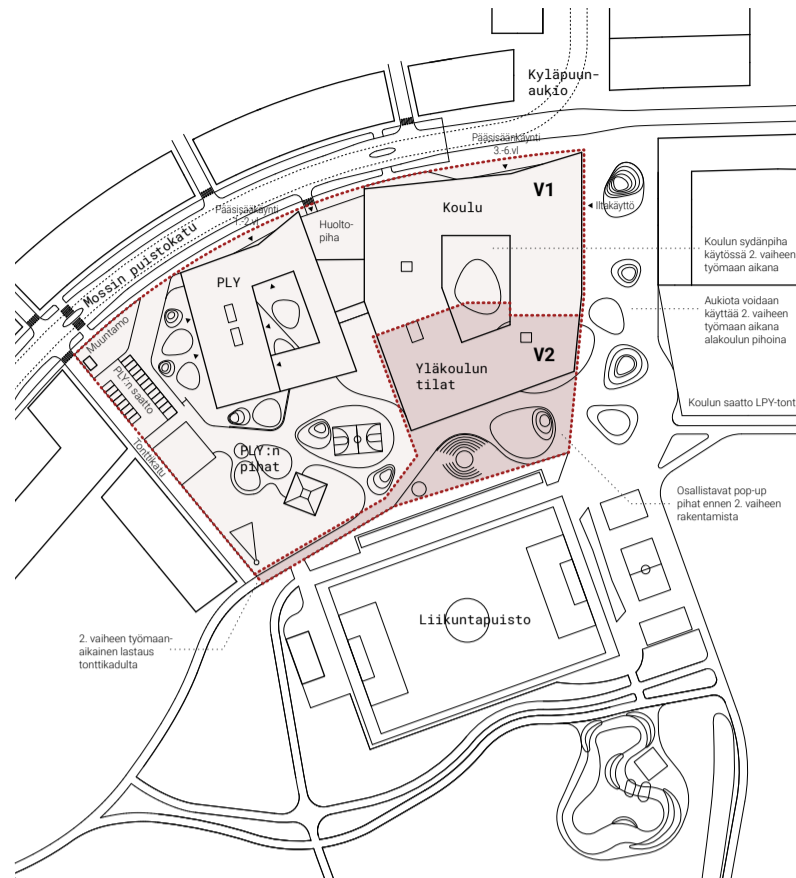 Kyläpuun-
aukio
Pääsisäänkäynti
3.-6.vl
V1
Koulu
Iltakäyttö
Pääsisääkäynti
1.-2.vl
Huolto-
piha
Mossin puistokatu
PLY
Koulun sydänpiha
käytössä 2. vaiheen
työmaan aikana
Aukiota voidaan
käyttää 2. vaiheen
työmaan aikana
alakoulun pihoina
Muuntamo
PLY:n saatto
Yläkoulun
tilat
V2
Koulun saatto LPY-tont
Tonttikatu
PLY:n
pihat
Osallistavat pop-up
pihat ennen 2. vaiheen
rakentamista
Liikuntapuisto
2. vaiheen työmaan-
aikainen lastaus
tonttikadulta